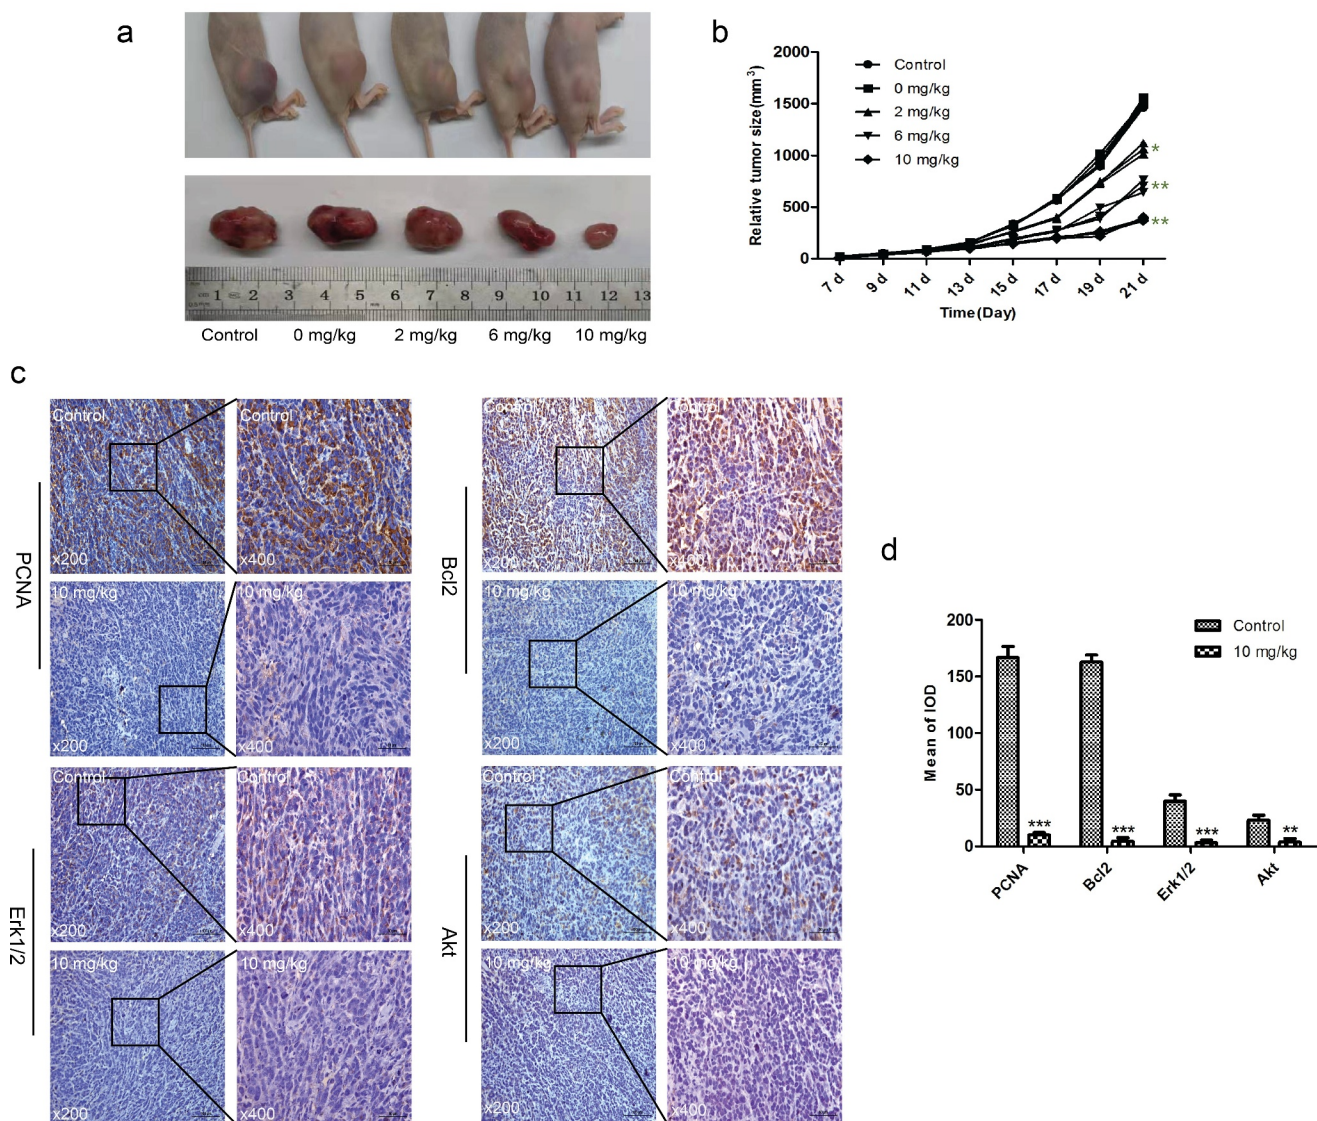 a
1 2 3 4 5 6 7 8 9 10 11 12 13
Control 0 mg/kg 2 mg/kg 6 mg/kg 10 mg/kg
b
Relative tumor size(mm³)
2000
1500
1000
500
0
Control
0 mg/kg
2 mg/kg
6 mg/kg
10 mg/kg
*
**
**
7 d 9 d 11 d 13 d 15 d 17 d 19 d 21 d
Time(Day)
c
PCNA
Control
x200
Control
x400
10 mg/kg
x200
10 mg/kg
x400
Erk1/2
Control
x200
Control
x400
10 mg/kg
x200
10 mg/kg
x400
Bcl2
Control
x200
Control
x400
10 mg/kg
x200
10 mg/kg
x400
Akt
Control
x200
Control
x400
10 mg/kg
x200
10 mg/kg
x400
d
Mean of IOD
200
150
100
50
0
Control
10 mg/kg
*** *** *** **
PCNA Bcl2 Erk1/2 Akt